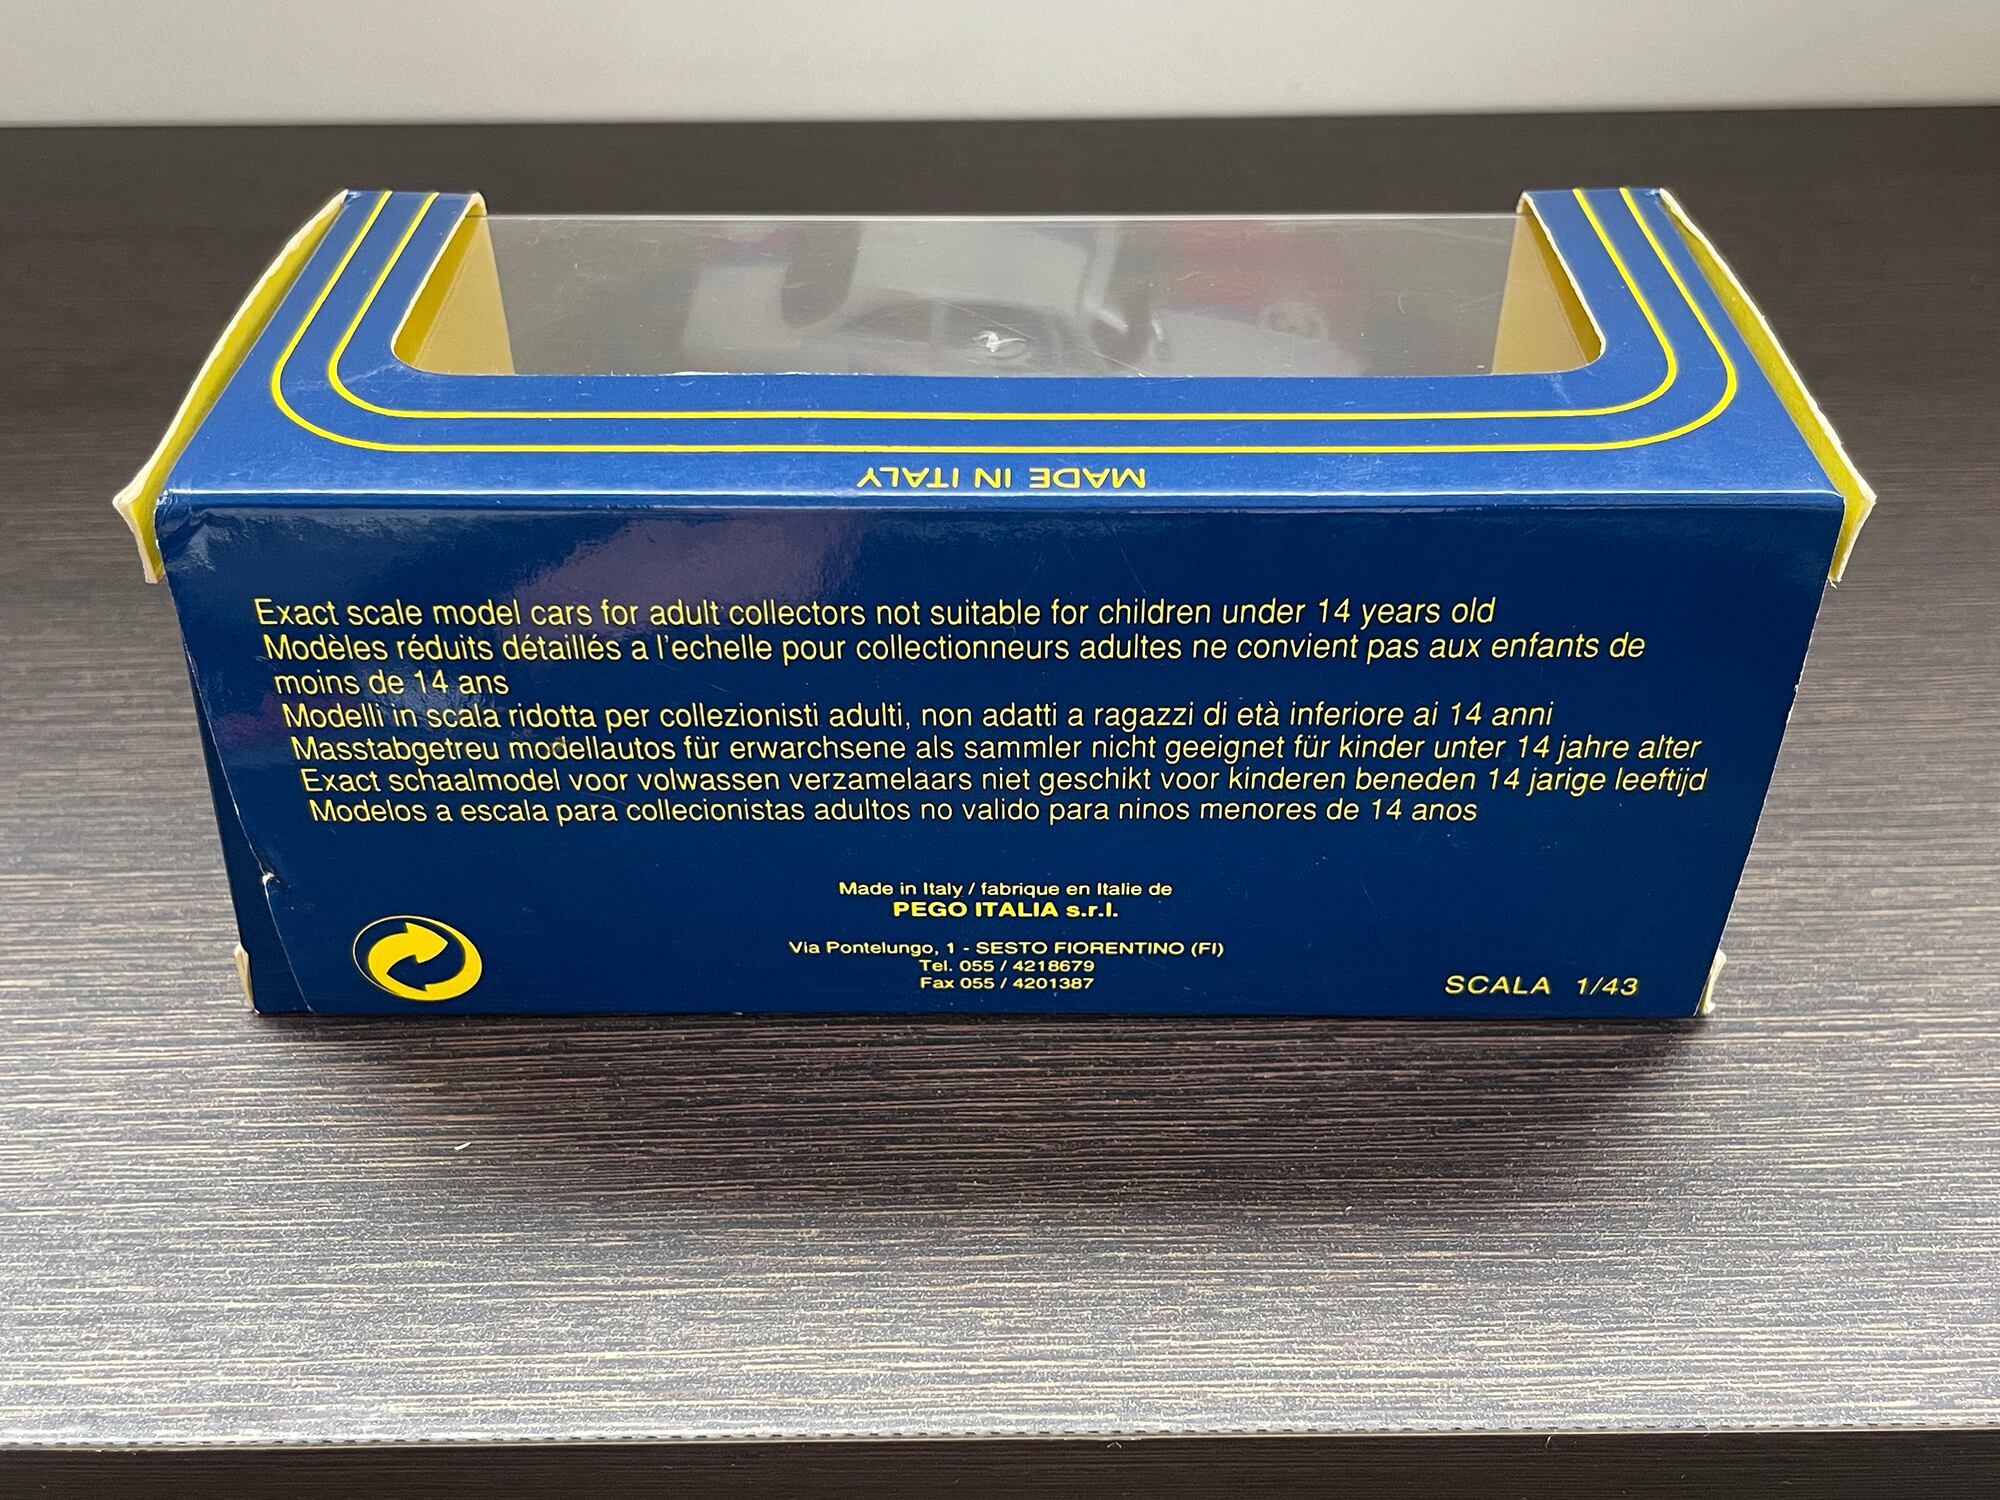 MADE IN ITALY
Exact scale model cars for adult collectors not suitable for children under 14 years old
Modèles réduits détaillés a l'echelle pour collectionneurs adultes ne convient pas aux enfants de
moins de 14 ans
Modelli in scala ridotta per collezionisti adulti, non adatti a ragazzi di età inferiore ai 14 anni
Masstabgetreu modellautos für erwarchsene als sammler nicht geeignet für kinder unter 14 jahre alter
Exact schaalmodel voor volwassen verzamelaars niet geschikt voor kinderen beneden 14 jarige leeftijd
Modelos a escala para collecionistas adultos no valido para ninos menores de 14 anos
Made in Italy / fabrique en Italie de
PEGO ITALIA s.r.l.
Via Pontelungo, 1 - SESTO FIORENTINO (FI)
Tel. 055 / 4218679
Fax 055 / 4201387
SCALA 1/43